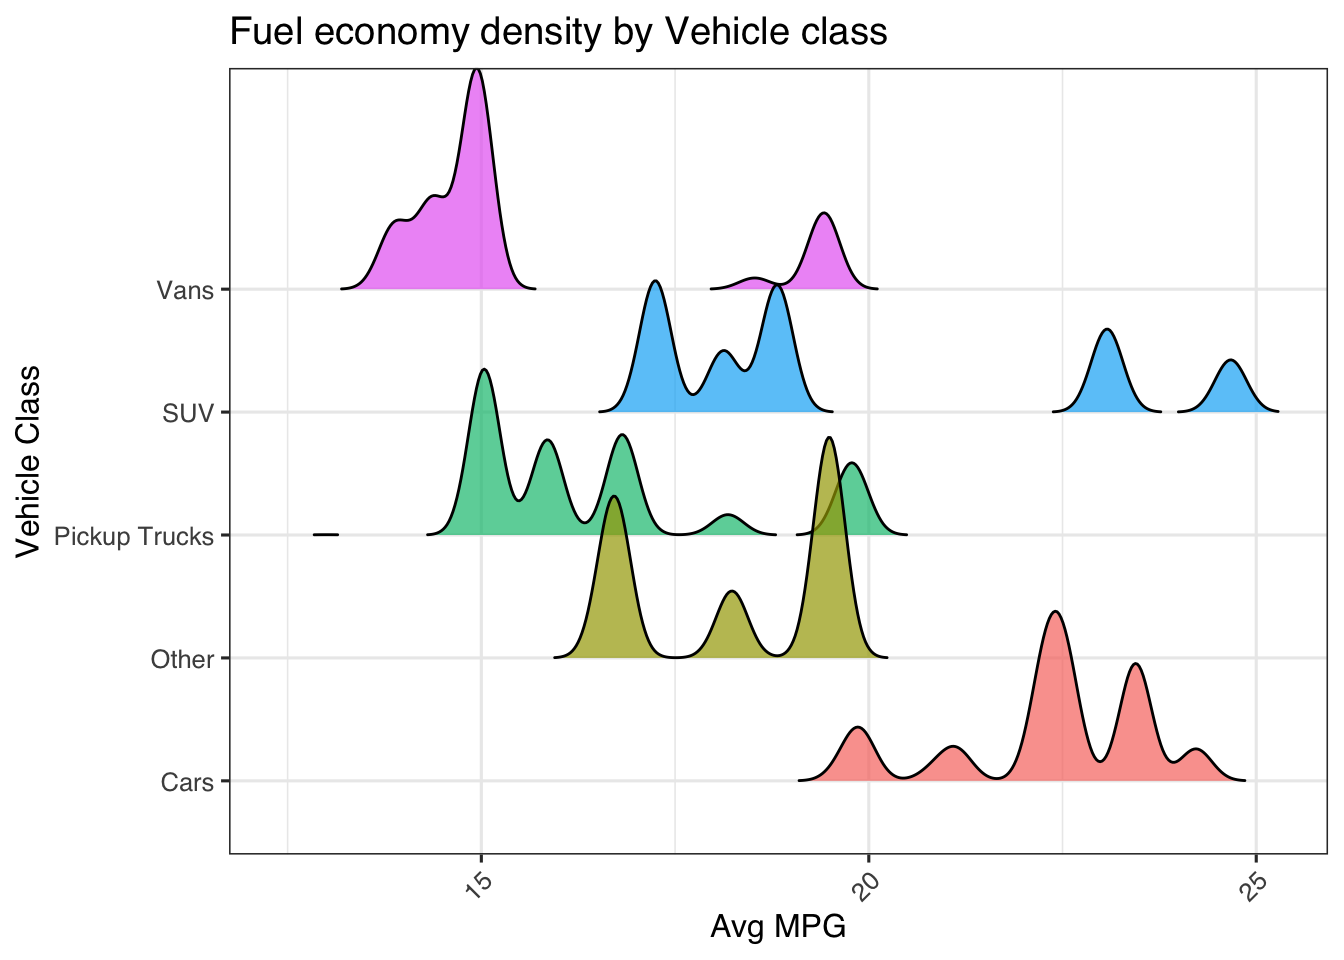 Fuel economy density by Vehicle class
Vehicle Class
Vans
SUV
Pickup Trucks
Other
Cars
15
20
25
Avg MPG